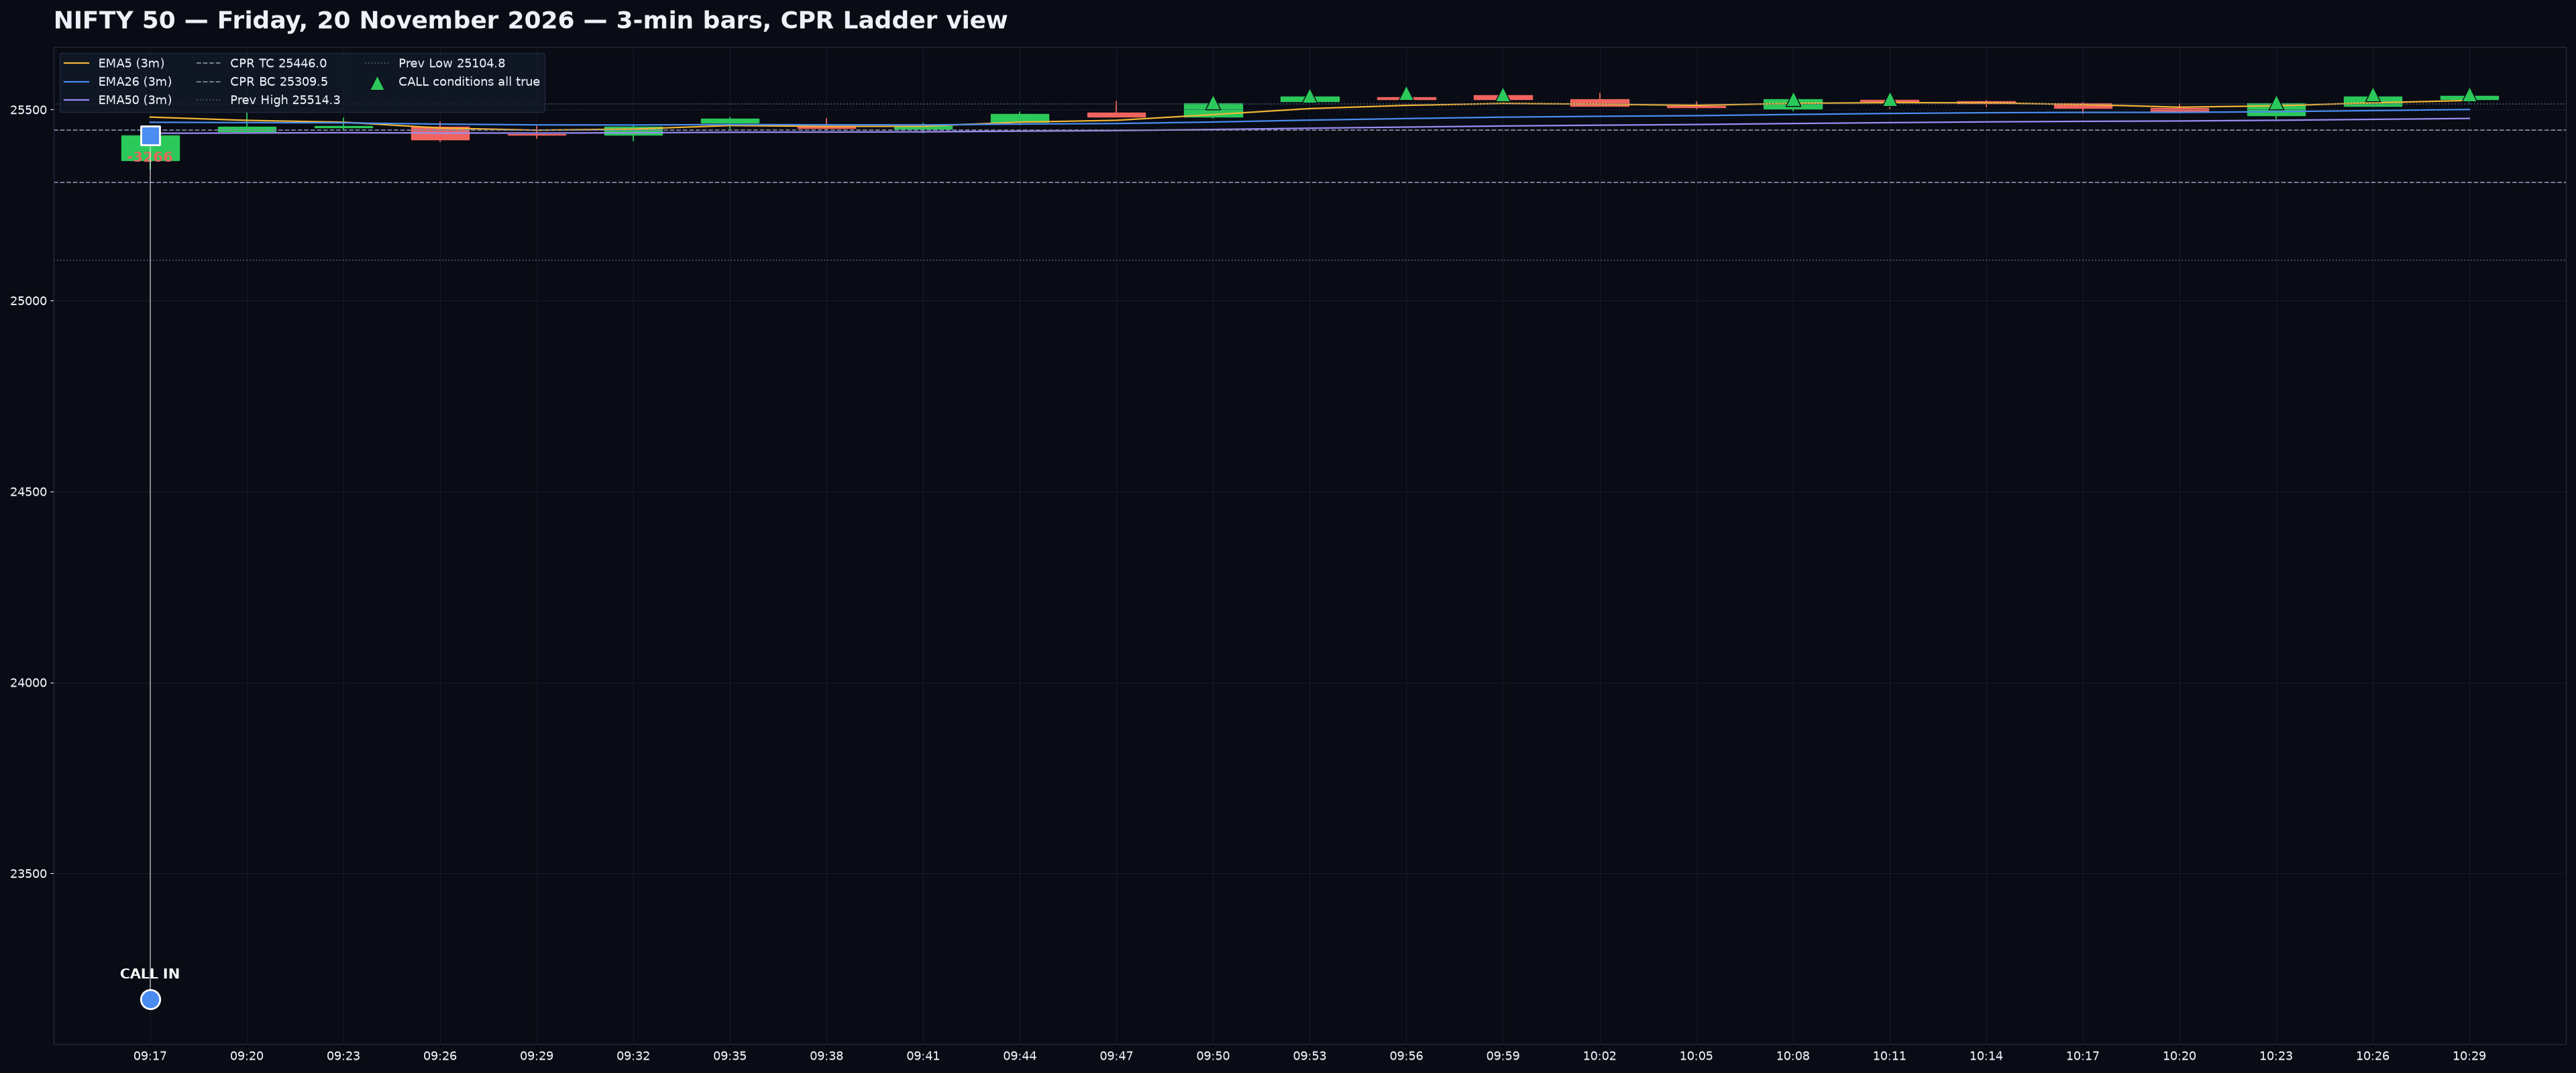 NIFTY 50 — Friday, 20 November 2026 — 3-min bars, CPR Ladder view
EMA5 (3m)
EMA26 (3m)
EMA50 (3m)
CPR TC 25446.0
CPR BC 25309.5
Prev High 25514.3
Prev Low 25104.8
CALL conditions all true
25500
25000
24500
24000
23500
-3266
CALL IN
09:17 09:20 09:23 09:26 09:29 09:32 09:35 09:38 09:41 09:44 09:47 09:50 09:53 09:56 09:59 10:02 10:05 10:08 10:11 10:14 10:17 10:20 10:23 10:26 10:29